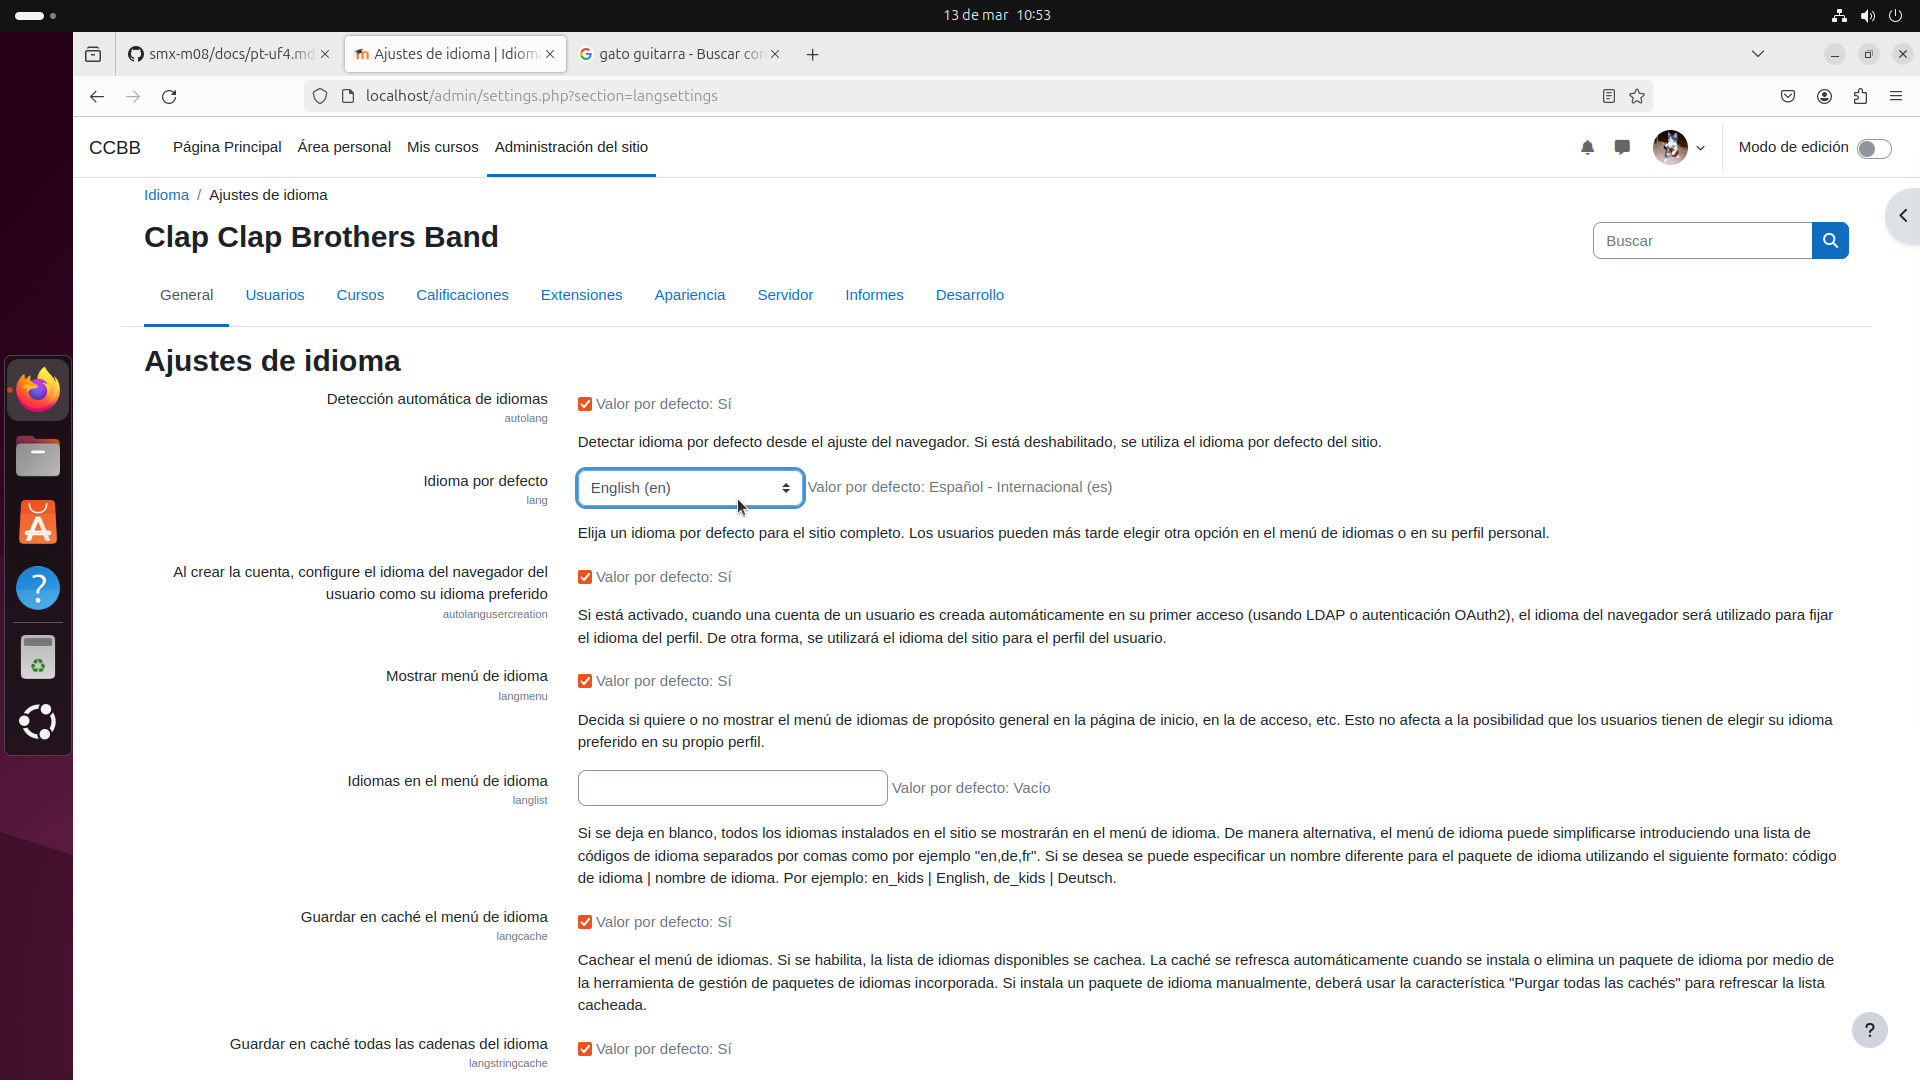 13 de mar 10:53
smx-m08/docs/pt-uf4.md
Ajustes de idioma | Idiom
gato guitarra - Buscar con
localhost/admin/settings.php?section=langsettings
CCBB
Página Principal
Área personal
Mis cursos
Administración del sitio
Modo de edición
Idioma / Ajustes de idioma
Clap Clap Brothers Band
Buscar
General
Usuarios
Cursos
Calificaciones
Extensiones
Apariencia
Servidor
Informes
Desarrollo
Ajustes de idioma
Detección automática de idiomas
autolang
Valor por defecto: Sí
Detectar idioma por defecto desde el ajuste del navegador. Si está deshabilitado, se utiliza el idioma por defecto del sitio.
Idioma por defecto
lang
English (en)
Valor por defecto: Español - Internacional (es)
Elija un idioma por defecto para el sitio completo. Los usuarios pueden más tarde elegir otra opción en el menú de idiomas o en su perfil personal.
Al crear la cuenta, configure el idioma del navegador del
usuario como su idioma preferido
autolangusercreation
Valor por defecto: Sí
Si está activado, cuando una cuenta de un usuario es creada automáticamente en su primer acceso (usando LDAP o autenticación OAuth2), el idioma del navegador será utilizado para fijar
el idioma del perfil. De otra forma, se utilizará el idioma del sitio para el perfil del usuario.
Mostrar menú de idioma
langmenu
Valor por defecto: Sí
Decida si quiere o no mostrar el menú de idiomas de propósito general en la página de inicio, en la de acceso, etc. Esto no afecta a la posibilidad que los usuarios tienen de elegir su idioma
preferido en su propio perfil.
Idiomas en el menú de idioma
langlist
Valor por defecto: Vacío
Si se deja en blanco, todos los idiomas instalados en el sitio se mostrarán en el menú de idioma. De manera alternativa, el menú de idioma puede simplificarse introduciendo una lista de
códigos de idioma separados por comas como por ejemplo "en,de,fr". Si se desea se puede especificar un nombre diferente para el paquete de idioma utilizando el siguiente formato: código
de idioma | nombre de idioma. Por ejemplo: en_kids | English, de_kids | Deutsch.
Guardar en caché el menú de idioma
langcache
Valor por defecto: Sí
Cachear el menú de idiomas. Si se habilita, la lista de idiomas disponibles se cachea. La caché se refresca automáticamente cuando se instala o elimina un paquete de idioma por medio de
la herramienta de gestión de paquetes de idiomas incorporada. Si instala un paquete de idioma manualmente, deberá usar la característica "Purgar todas las cachés" para refrescar la lista
cacheada.
Guardar en caché todas las cadenas del idioma
langstringcache
Valor por defecto: Sí
?